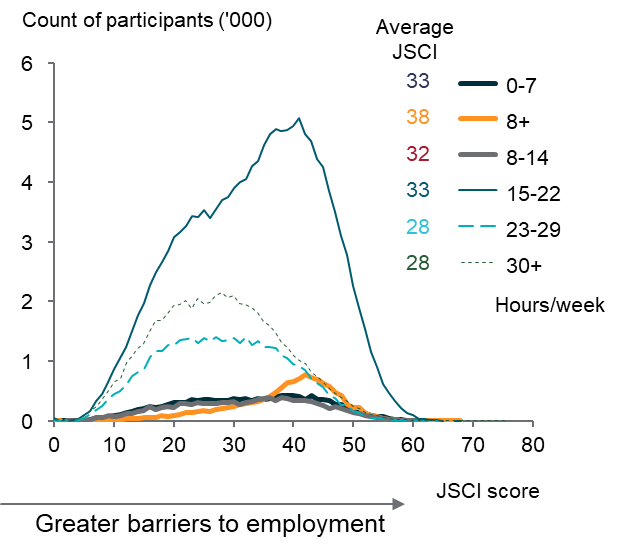 Count of participants ('000)
Average
JSCI
6
5
4
3
2
1
0
33 0-7
38 8+
32 8-14
33 15-22
28 23-29
28 30+
Hours/week
0 10 20 30 40 50 60 70 80
JSCI score
Greater barriers to employment